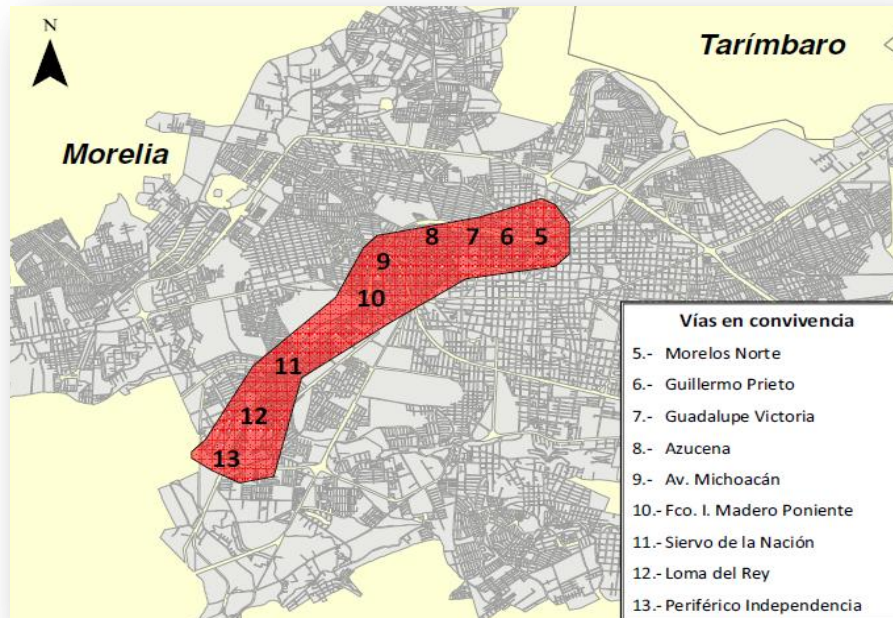 N
Tarímbaro
Morelia
8 7 6 5
9
10
11
12
13
Vías en convivencia
5.- Morelos Norte
6.- Guillermo Prieto
7.- Guadalupe Victoria
8.- Azucena
9.- Av. Michoacán
10.- Fco. I. Madero Poniente
11.- Siervo de la Nación
12.- Loma del Rey
13.- Periférico Independencia